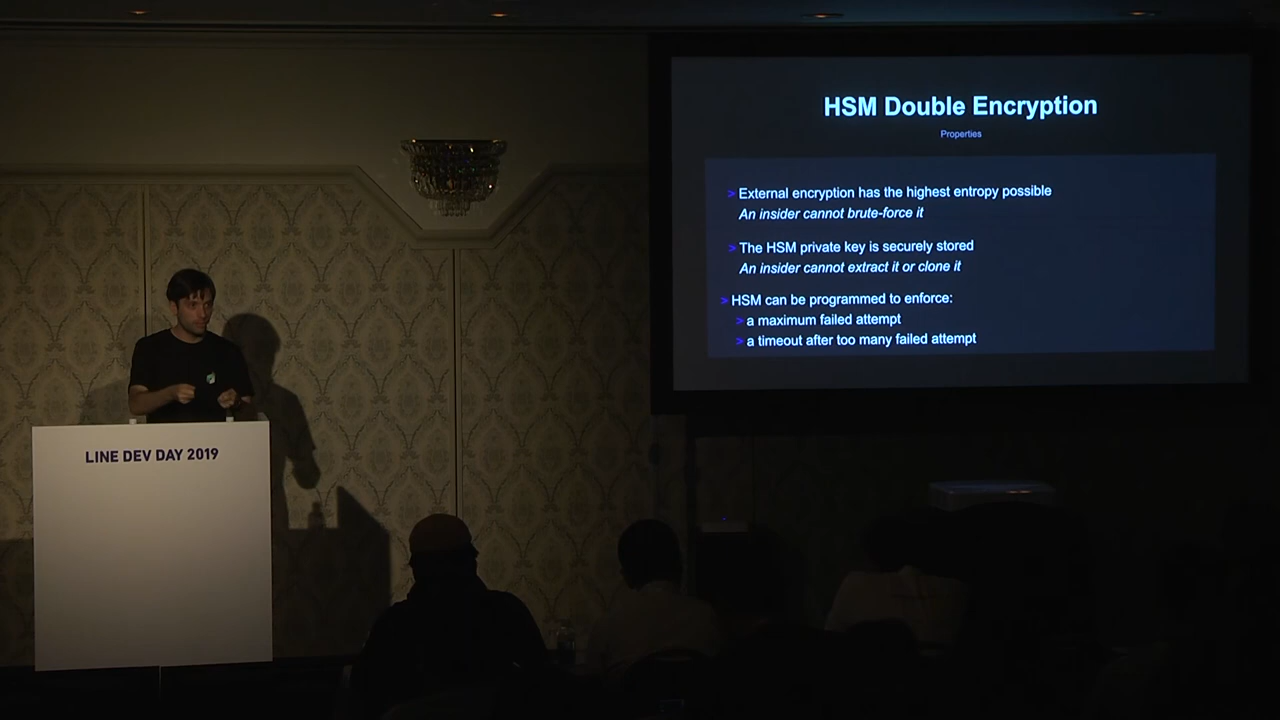 HSM Double Encryption
Properties
> External encryption has the highest entropy possible
An insider cannot brute-force it
> The HSM private key is securely stored
An insider cannot extract it or clone it
> HSM can be programmed to enforce:
> a maximum failed attempt
> a timeout after too many failed attempt
LINE DEV DAY 2019